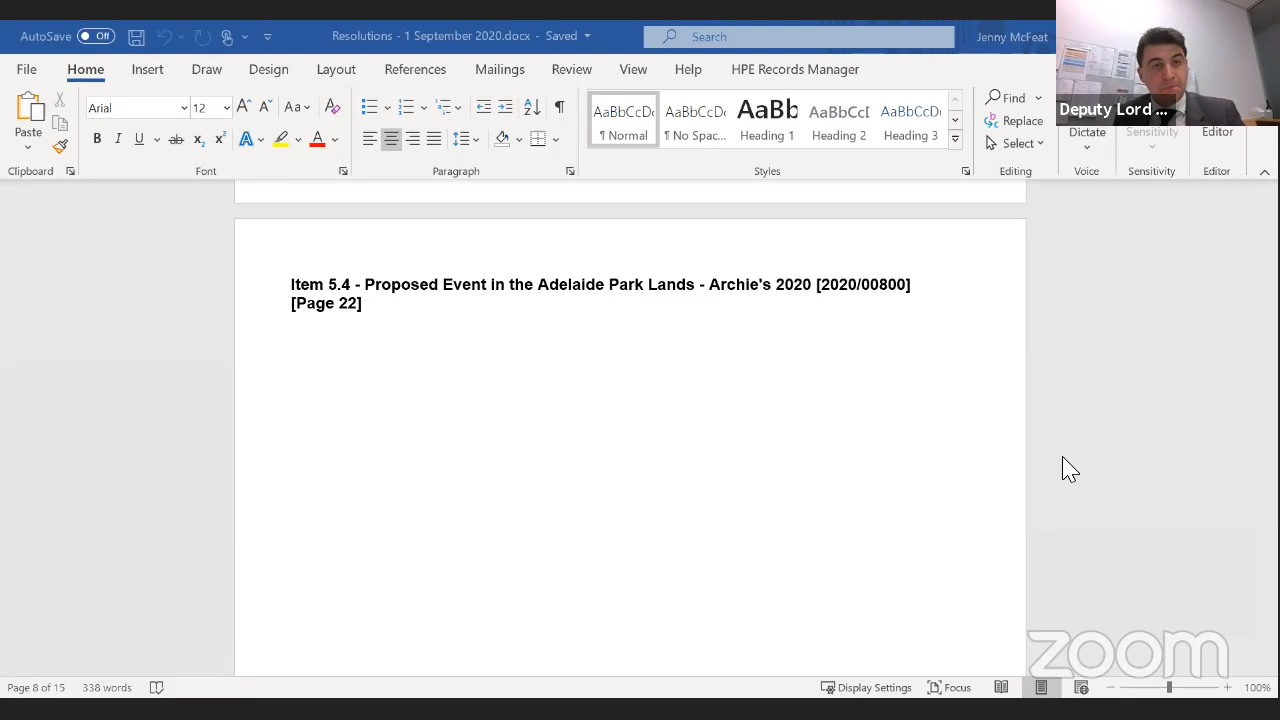 AutoSave Off
Resolutions - 1 September 2020.docx - Saved
Search
Jenny McFeat
File Home Insert Draw Design Layout References Mailings Review View Help HPE Records Manager
Deputy Lord ...
Paste
Clipboard
Arial 12
Font
Paragraph
AaBbCcDc AaBbCcDc AaBb AaBbCcD AaBbCcD
¶ Normal ¶ No Spac... Heading 1 Heading 2 Heading 3
Styles
Find
Replace
Select
Editing
Dictate
Voice
Sensitivity
Sensitivity
Editor
Editor
Item 5.4 - Proposed Event in the Adelaide Park Lands - Archie's 2020 [2020/00800]
[Page 22]
zoom
Page 8 of 15 338 words
Display Settings Focus 100%